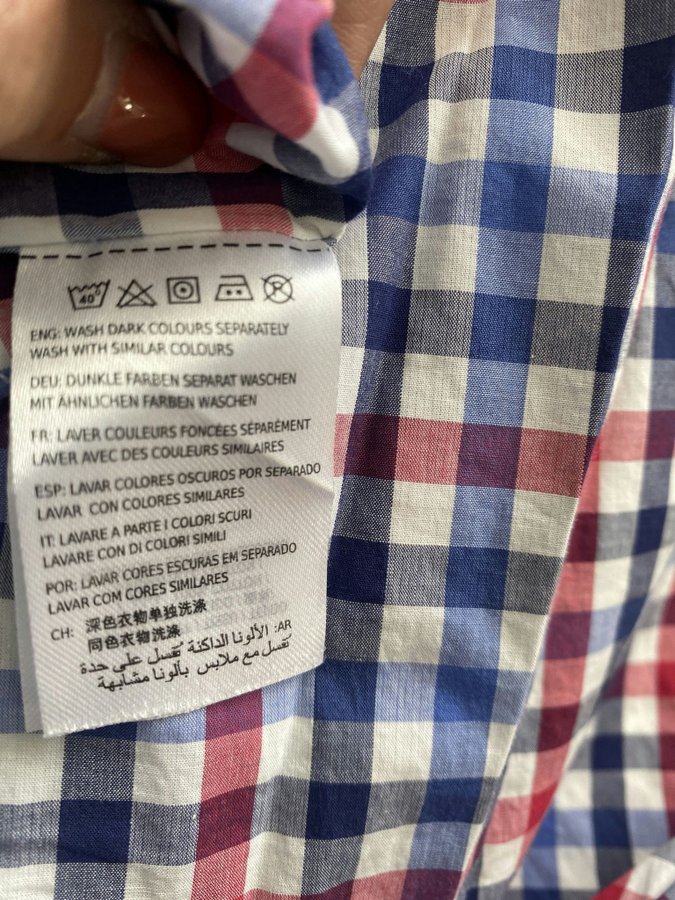 40
ENG: WASH DARK COLOURS SEPARATELY
WASH WITH SIMILAR COLOURS
DEU: DUNKLE FARBEN SEPARAT WASCHEN
MIT ÄHNLICHEN FARBEN WASCHEN
FR: LAVER COULEURS FONCÉES SÉPARÉMENT
LAVER AVEC DES COULEURS SIMILAIRES
ESP: LAVAR COLORES OSCUROS POR SEPARADO
LAVAR CON COLORES SIMILARES
IT: LAVARE A PARTE I COLORI SCURI
LAVARE CON DI COLORI SIMILI
POR: LAVAR CORES ESCURAS EM SEPARADO
LAVAR COM CORES SIMILARES
CH: 深色衣物单独洗涤
同色衣物洗涤
AR: الألونا الداكنة تغسل على حدة
تغسل مع ملابس بألونا مشابهة